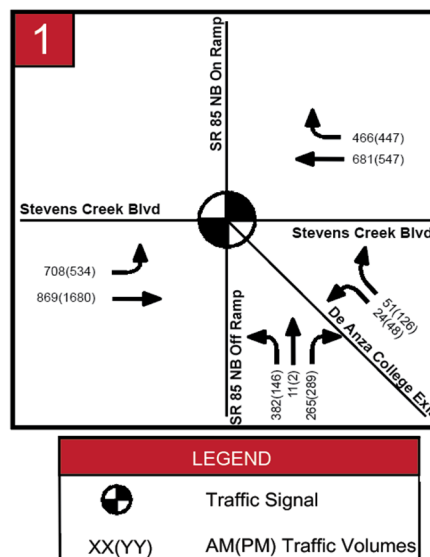 1
SR 85 NB On Ramp
466(447)
681(547)
Stevens Creek Blvd
Stevens Creek Blvd
708(534)
869(1680)
51(126)
24(48)
De Anza College Exit
SR 85 NB Off Ramp
382(146)
11(2)
265(289)
LEGEND
Traffic Signal
XX(YY) AM(PM) Traffic Volumes